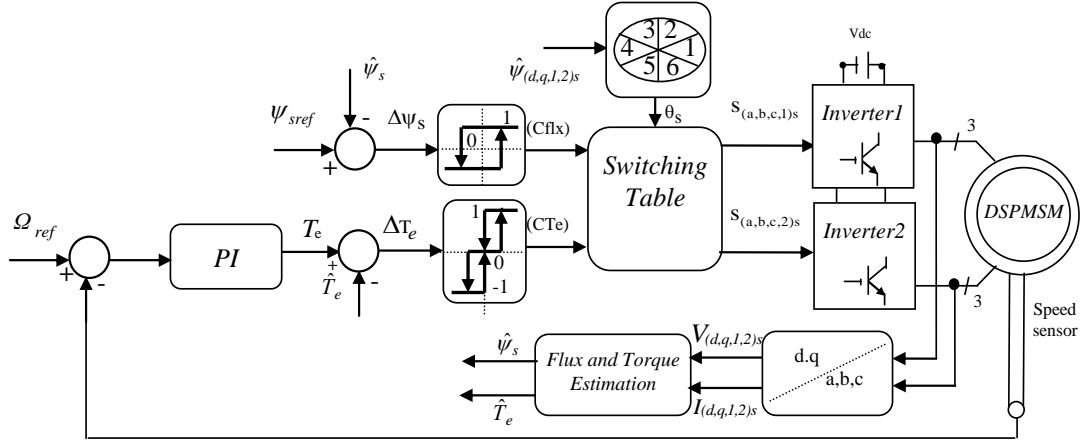 3 2
4 1
5 6
Vdc
ψ̂(d,q,1,2)s
θs
ψ̂s
-
ψsref
+
Δψs
1
0
(Cflx)
Switching
Table
s(a,b,c,1)s
Inverter1
3
DSPMSM
Ωref
+
-
PI
Te
+
T̂e
-
ΔTe
1
0
-1
(CTe)
s(a,b,c,2)s
Inverter2
3
Speed
sensor
ψ̂s
T̂e
Flux and Torque
Estimation
V(d,q,1,2)s
I(d,q,1,2)s
d.q
a,b,c